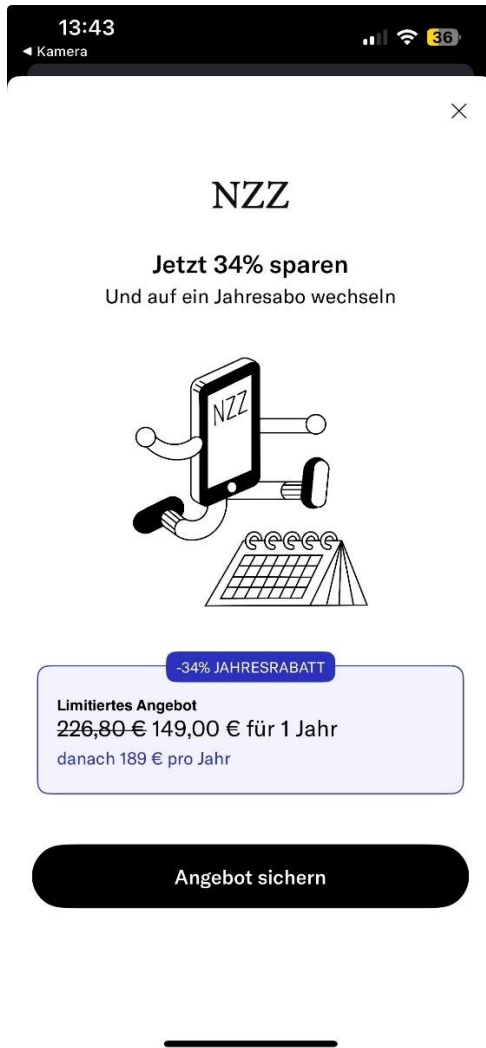 13:43
36
◀ Kamera
NZZ
Jetzt 34% sparen
Und auf ein Jahresabo wechseln
NZZ
-34% JAHRESRABATT
Limitiertes Angebot
226,80 € 149,00 € für 1 Jahr
danach 189 € pro Jahr
Angebot sichern